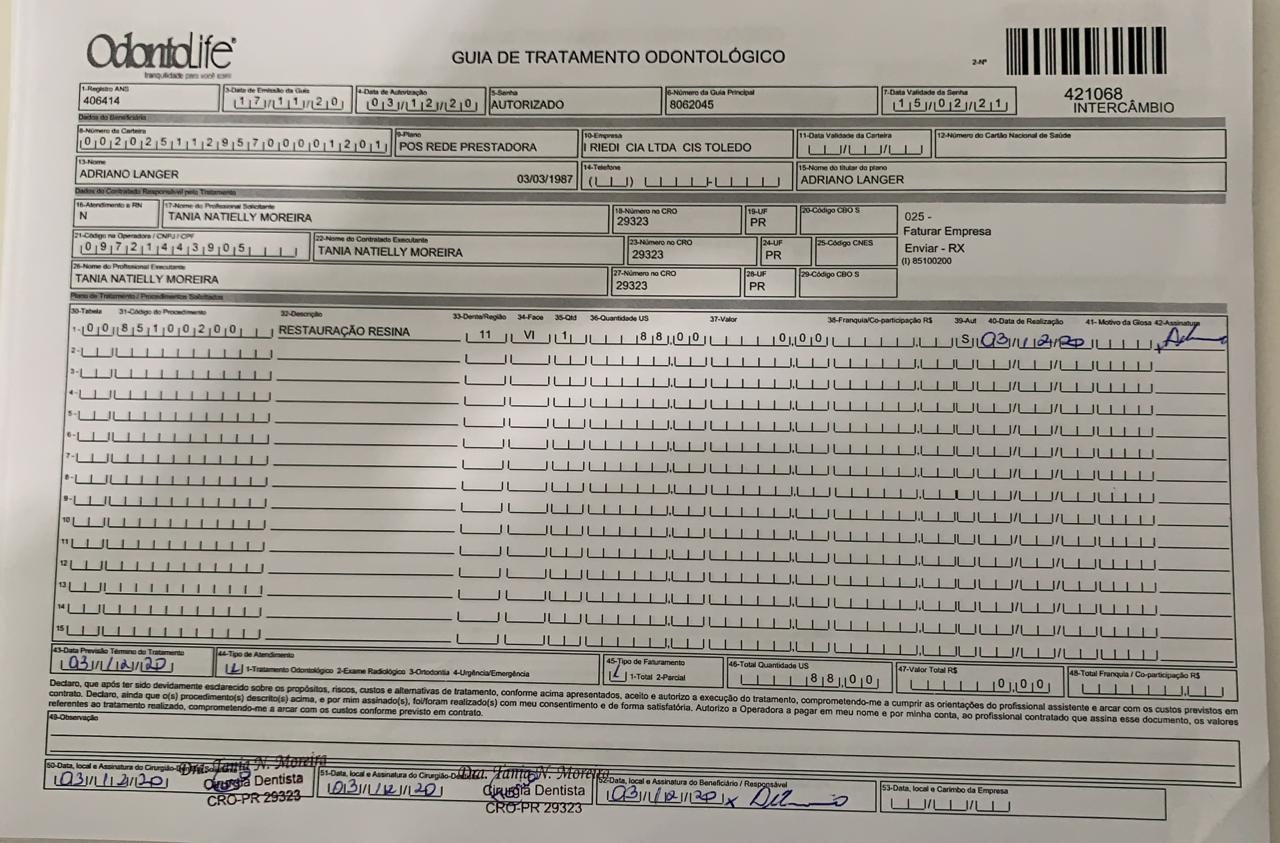 OdontoLife
tranquilidade para você sorrir
GUIA DE TRATAMENTO ODONTOLÓGICO
2-Nº
421068
INTERCÂMBIO
1-Registro ANS
406414
3-Data de Emissão da Guia
17/11/20
4-Data de Autorização
03/12/20
5-Senha
AUTORIZADO
6-Número da Guia Principal
8062045
7-Data Validade da Senha
15/02/21
Dados do Beneficiário
8-Número da Carteira
00202511295700001201
9-Plano
POS REDE PRESTADORA
10-Empresa
I RIEDI CIA LTDA CIS TOLEDO
11-Data Validade da Carteira
12-Número do Cartão Nacional de Saúde
13-Nome
ADRIANO LANGER 03/03/1987
14-Telefone
15-Nome do titular do plano
ADRIANO LANGER
Dados do Contratado Responsável pelo Tratamento
16-Atendimento a RN
N
17-Nome do Profissional Solicitante
TANIA NATIELLY MOREIRA
18-Número no CRO
29323
19-UF
PR
20-Código CBO S
025 -
Faturar Empresa
Enviar - RX
(I) 85100200
21-Código na Operadora / CNPJ / CPF
09721443905
22-Nome do Contratado Executante
TANIA NATIELLY MOREIRA
23-Número no CRO
29323
24-UF
PR
25-Código CNES
26-Nome do Profissional Executante
TANIA NATIELLY MOREIRA
27-Número no CRO
29323
28-UF
PR
29-Código CBO S
Plano de Tratamento / Procedimentos Solicitados
30-Tabela 31-Código do Procedimento 32-Descrição 33-Dente/Região 34-Face 35-Qtd 36-Quantidade US 37-Valor 38-Franquia/Co-participação R$ 39-Aut 40-Data de Realização 41- Motivo da Glosa 42-Assinatura
1- 00 85100200 RESTAURAÇÃO RESINA 11 VI 1 88,00 0,00 S 03/12/20
2-
3-
4-
5-
6-
7-
8-
9-
10
11
12
13
14
15
43-Data Previsão Término do Tratamento
03/12/20
44-Tipo de Atendimento
1 1-Tratamento Odontológico 2-Exame Radiológico 3-Ortodontia 4-Urgência/Emergência
45-Tipo de Faturamento
1 1-Total 2-Parcial
46-Total Quantidade US
88,00
47-Valor Total R$
0,00
48-Total Franquia / Co-participação R$
Declaro, que após ter sido devidamente esclarecido sobre os propósitos, riscos, custos e alternativas de tratamento, conforme acima apresentados, aceito e autorizo a execução do tratamento, comprometendo-me a cumprir as orientações do profissional assistente e arcar com os custos previstos em
contrato. Declaro, ainda que o(s) procedimento(s) descrito(s) acima, e por mim assinado(s), foi/foram realizado(s) com meu consentimento e de forma satisfatória. Autorizo a Operadora a pagar em meu nome e por minha conta, ao profissional contratado que assina esse documento, os valores
referentes ao tratamento realizado, comprometendo-me a arcar com os custos conforme previsto em contrato.
49-Observação
50-Data, local e Assinatura do Cirurgião-
03/12/20
Dra. Tania N. Moreira
Cirurgiã Dentista
CRO-PR 29323
51-Data, local e Assinatura do Cirurgião-
03/12/20
Dra. Tania N. Moreira
Cirurgiã Dentista
CRO-PR 29323
52-Data, local e Assinatura do Beneficiário / Responsável
03/12/20 x
53-Data, local e Carimbo da Empresa